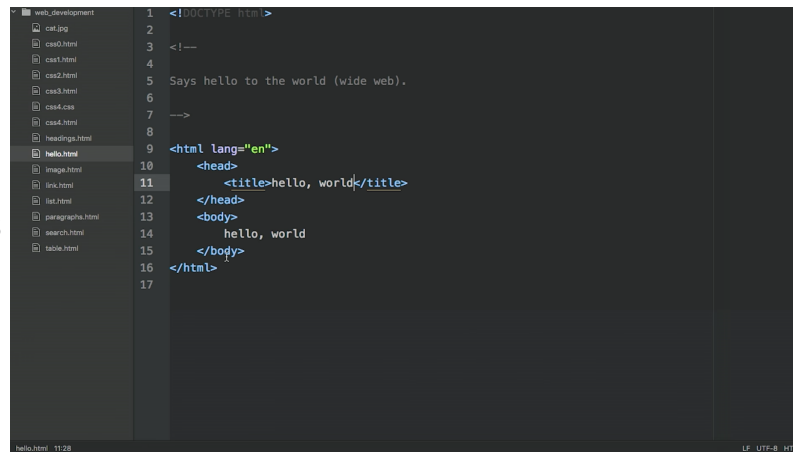 web_development
cat.jpg
css0.html
css1.html
css2.html
css3.html
css4.css
css4.html
headings.html
hello.html
image.html
link.html
list.html
paragraphs.html
search.html
table.html
1 <!DOCTYPE html>
2
3 <!--
4
5 Says hello to the world (wide web).
6
7 -->
8
9 <html lang="en">
10 <head>
11 <title>hello, world</title>
12 </head>
13 <body>
14 hello, world
15 </body>
16 </html>
17
hello.html 11:28
LF UTF-8 HT